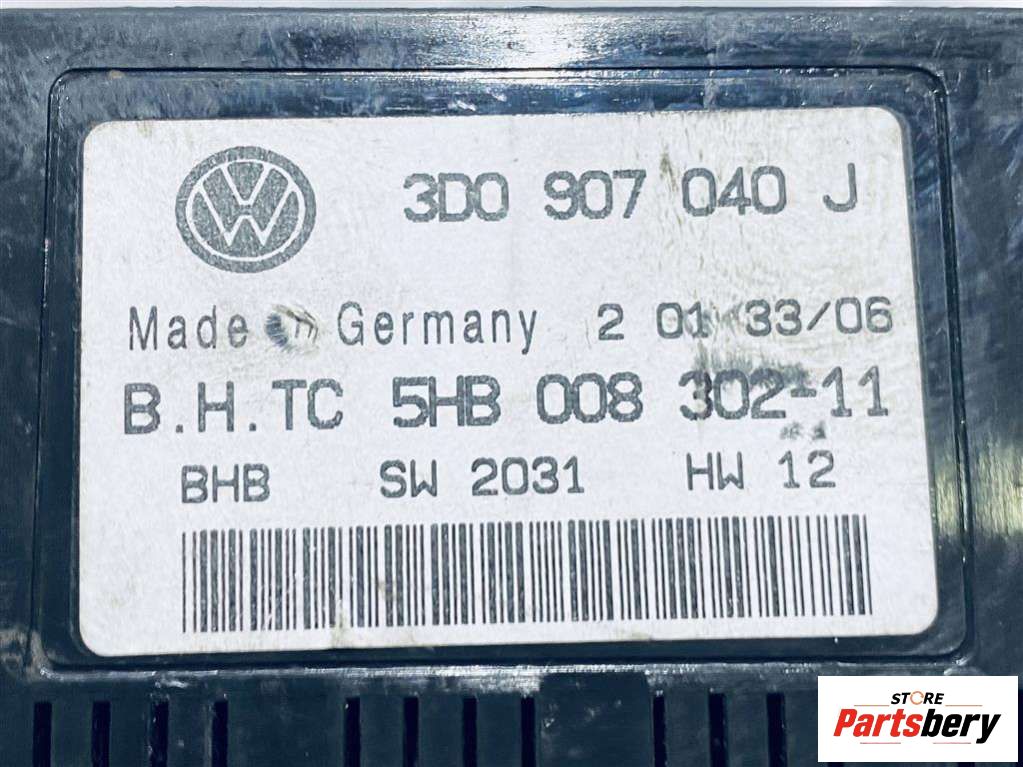 VW
3D0 907 040 J
Made in Germany 2 01 33/06
B.H.TC 5HB 008 302-11
BHB SW 2031 HW 12
STORE
Partsbery